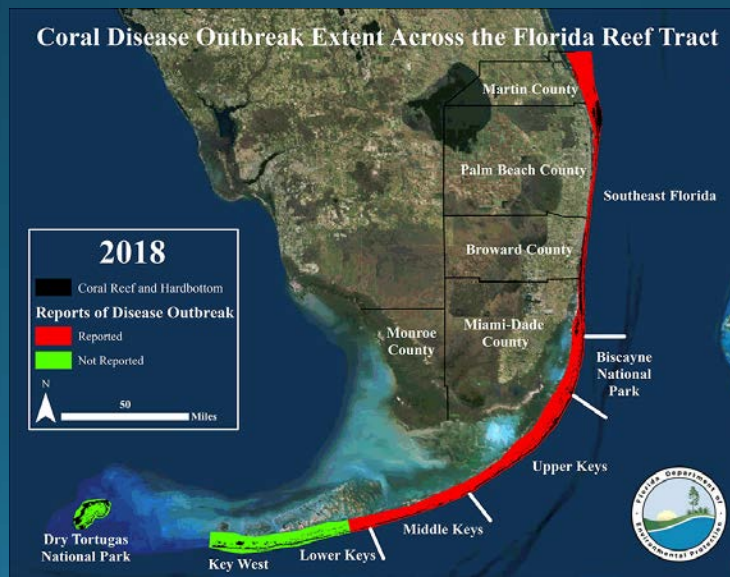 Coral Disease Outbreak Extent Across the Florida Reef Tract
Martin County
Palm Beach County
Southeast Florida
Broward County
2018
Coral Reef and Hardbottom
Reports of Disease Outbreak
Reported
Not Reported
N
50
Miles
Monroe
County
Miami-Dade
County
Biscayne
National
Park
Upper Keys
Middle Keys
Lower Keys
Key West
Dry Tortugas
National Park
Florida Department of
Environmental Protection